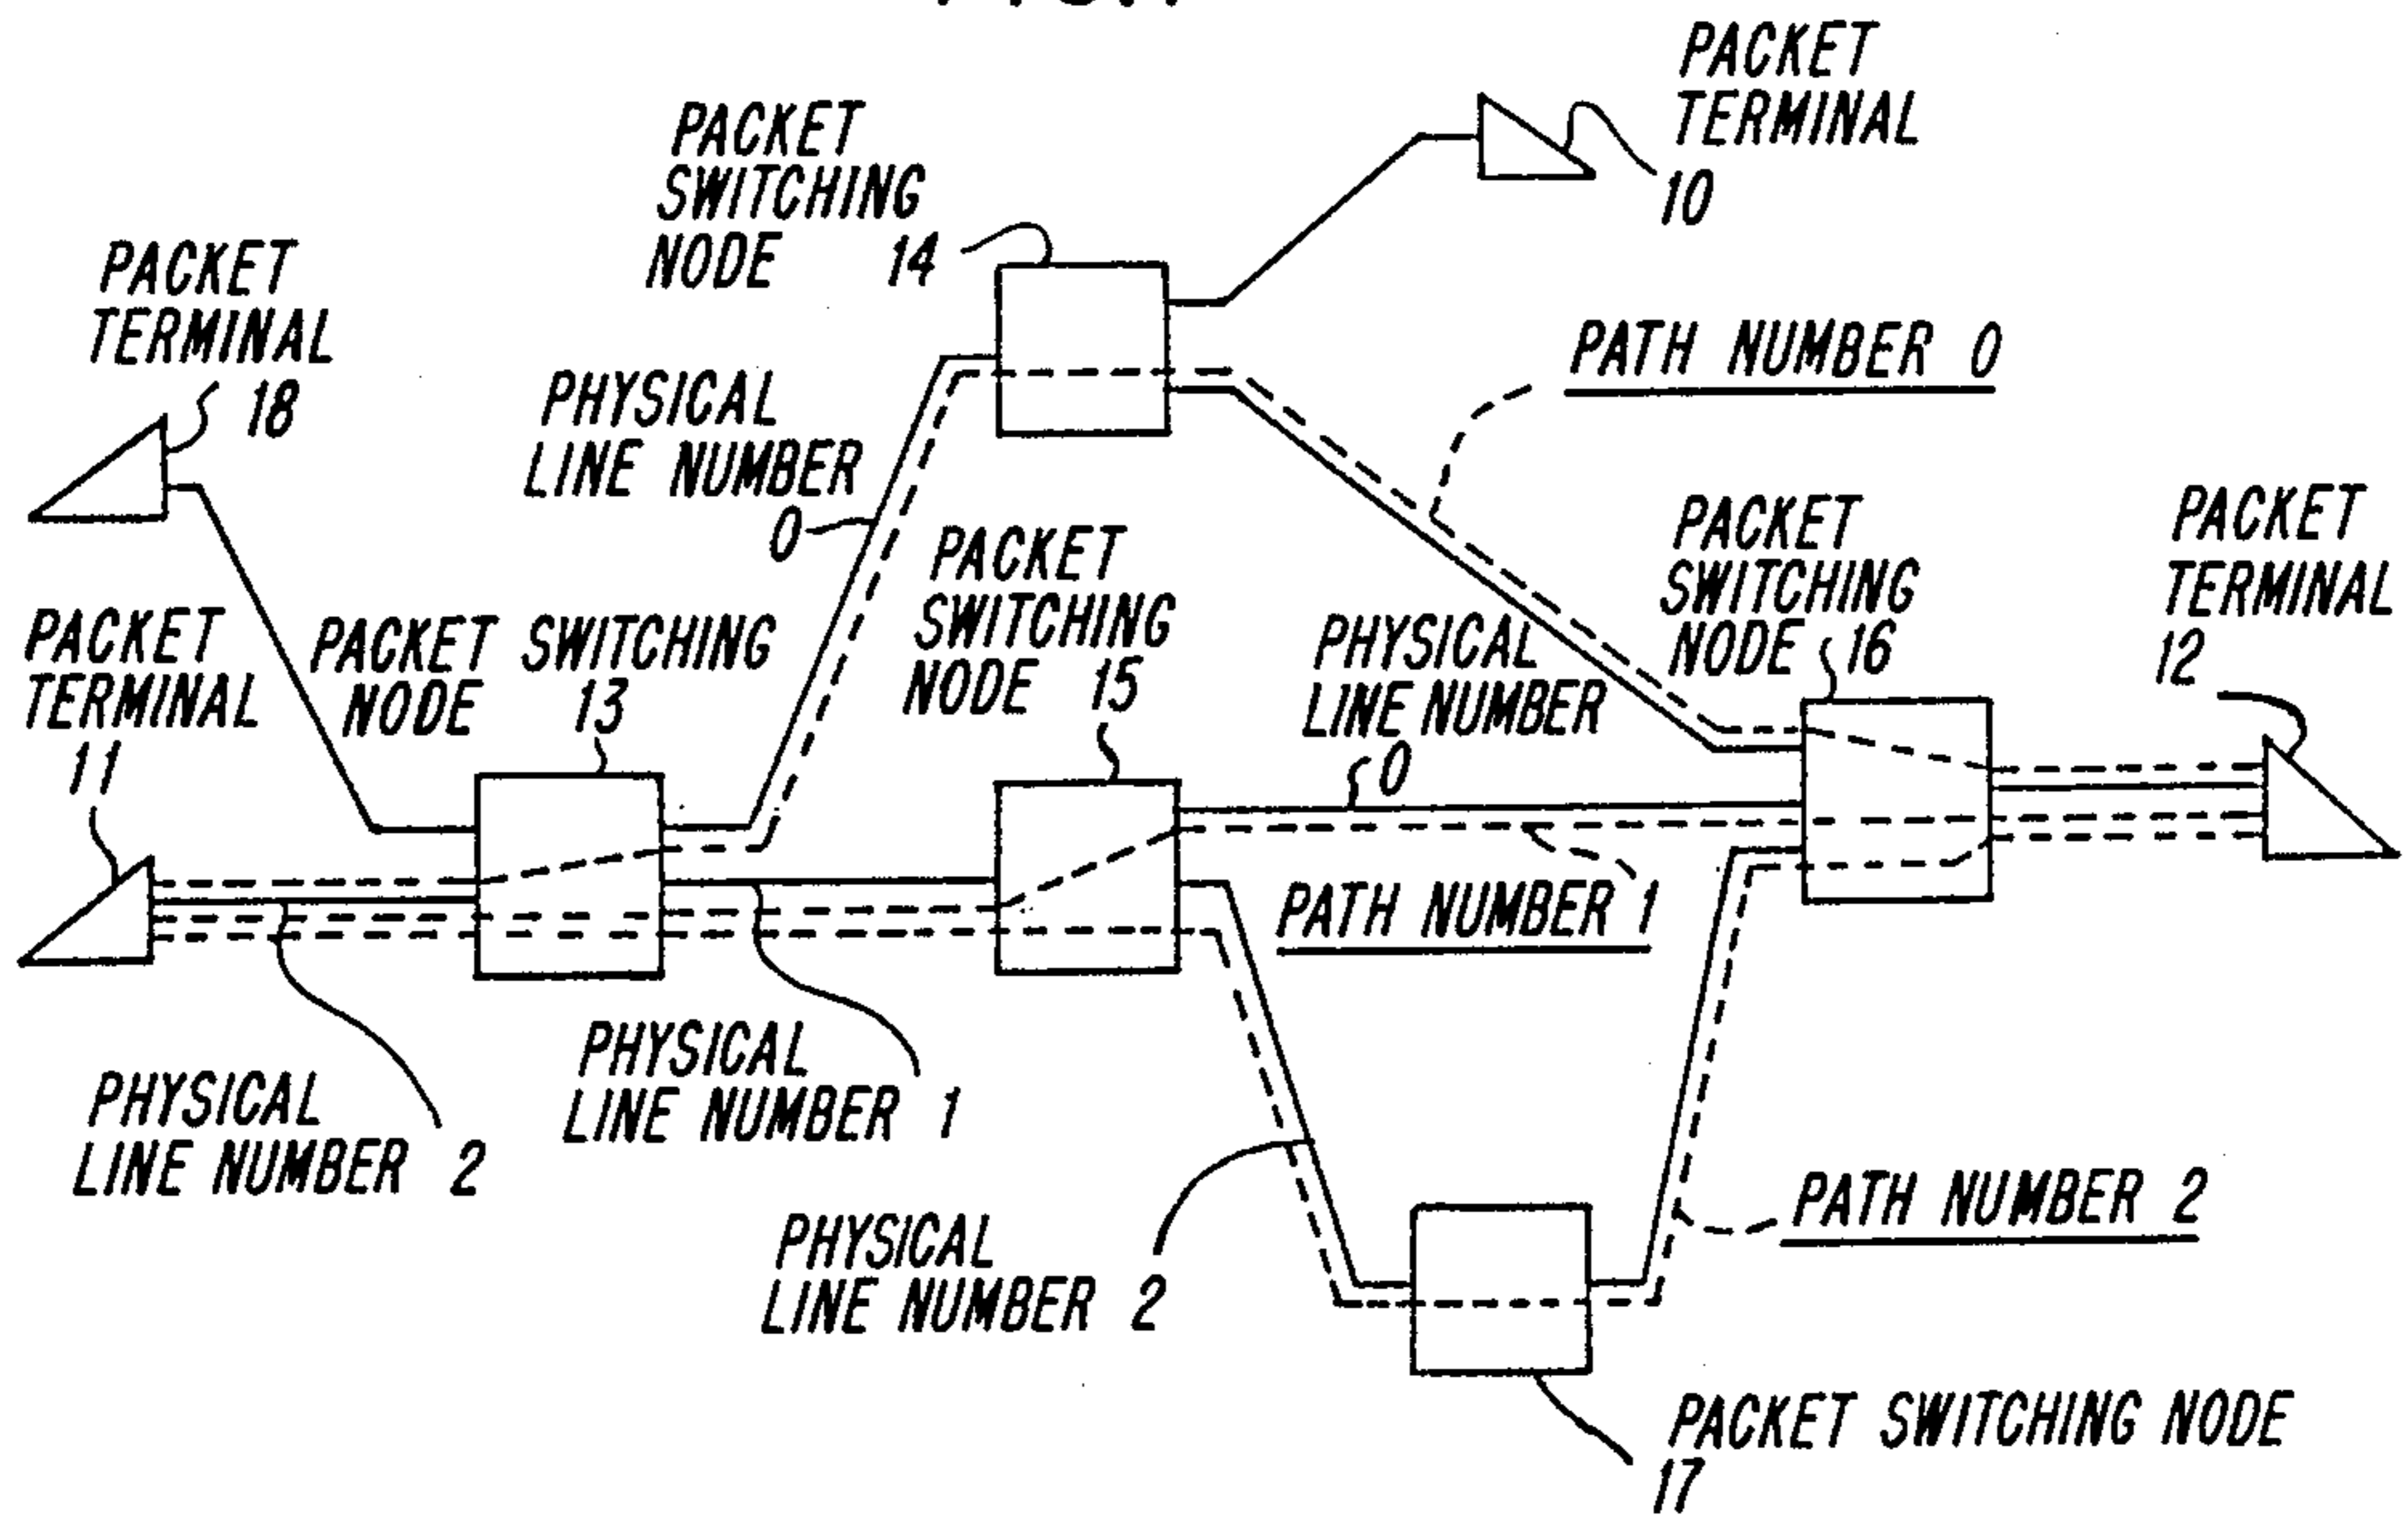 PACKET
TERMINAL
10
PACKET
SWITCHING
NODE 14
PACKET
TERMINAL
18
PATH NUMBER 0
PHYSICAL
LINE NUMBER
0
PACKET
SWITCHING
NODE 15
PACKET
SWITCHING
NODE 16
PACKET
TERMINAL
12
PACKET
TERMINAL
11
PACKET SWITCHING
NODE 13
PHYSICAL
LINE NUMBER
0
PATH NUMBER 1
PHYSICAL
LINE NUMBER 2
PHYSICAL
LINE NUMBER 1
PHYSICAL
LINE NUMBER 2
PATH NUMBER 2
PACKET SWITCHING NODE
17